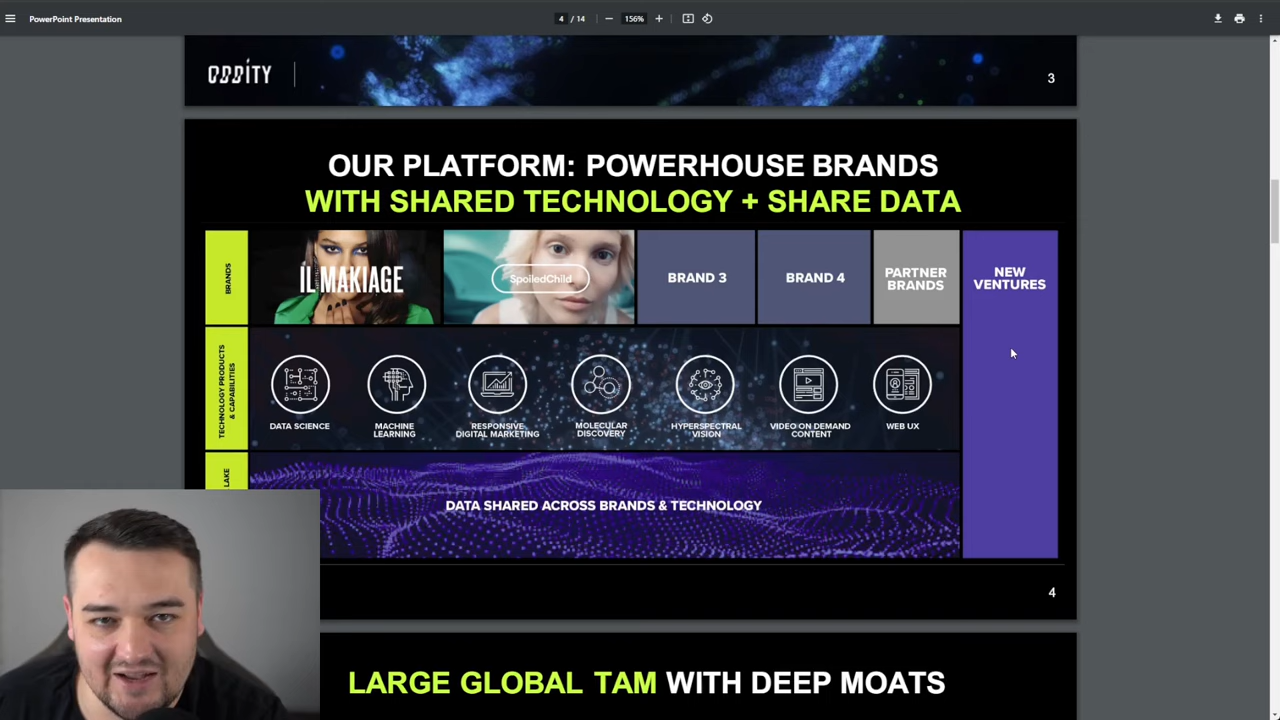 PowerPoint Presentation
4 / 14
156%
ODDITY
3
OUR PLATFORM: POWERHOUSE BRANDS
WITH SHARED TECHNOLOGY + SHARE DATA
BRANDS
IL MAKIAGE
SpoiledChild
BRAND 3
BRAND 4
PARTNER
BRANDS
NEW
VENTURES
TECHNOLOGY PRODUCTS
& CAPABILITIES
DATA SCIENCE
MACHINE
LEARNING
RESPONSIVE
DIGITAL MARKETING
MOLECULAR
DISCOVERY
HYPERSPECTRAL
VISION
VIDEO ON DEMAND
CONTENT
WEB UX
LAKE
DATA SHARED ACROSS BRANDS & TECHNOLOGY
4
LARGE GLOBAL TAM WITH DEEP MOATS